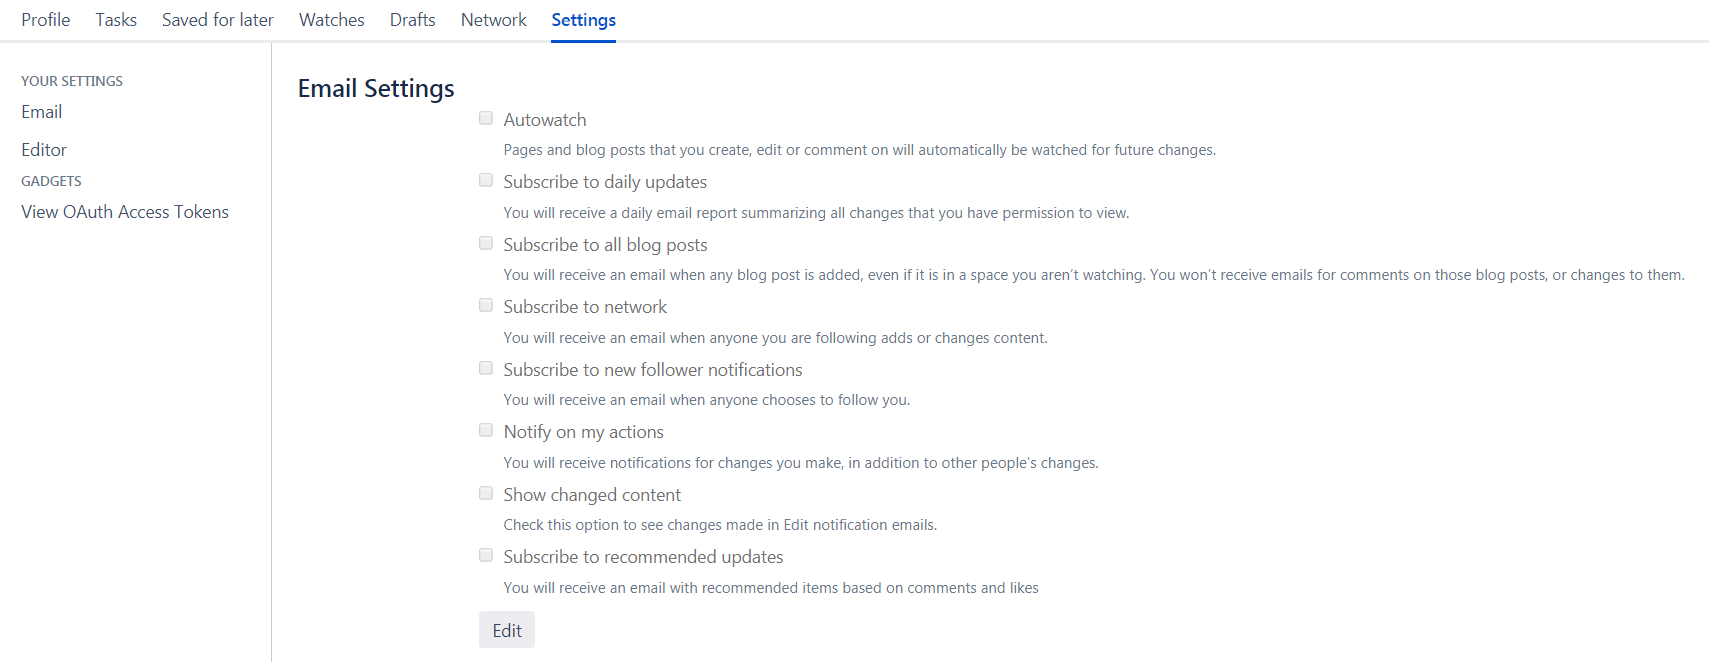 Profile Tasks Saved for later Watches Drafts Network Settings
YOUR SETTINGS
Email
Editor
GADGETS
View OAuth Access Tokens
Email Settings
Autowatch
Pages and blog posts that you create, edit or comment on will automatically be watched for future changes.
Subscribe to daily updates
You will receive a daily email report summarizing all changes that you have permission to view.
Subscribe to all blog posts
You will receive an email when any blog post is added, even if it is in a space you aren’t watching. You won’t receive emails for comments on those blog posts, or changes to them.
Subscribe to network
You will receive an email when anyone you are following adds or changes content.
Subscribe to new follower notifications
You will receive an email when anyone chooses to follow you.
Notify on my actions
You will receive notifications for changes you make, in addition to other people's changes.
Show changed content
Check this option to see changes made in Edit notification emails.
Subscribe to recommended updates
You will receive an email with recommended items based on comments and likes
Edit